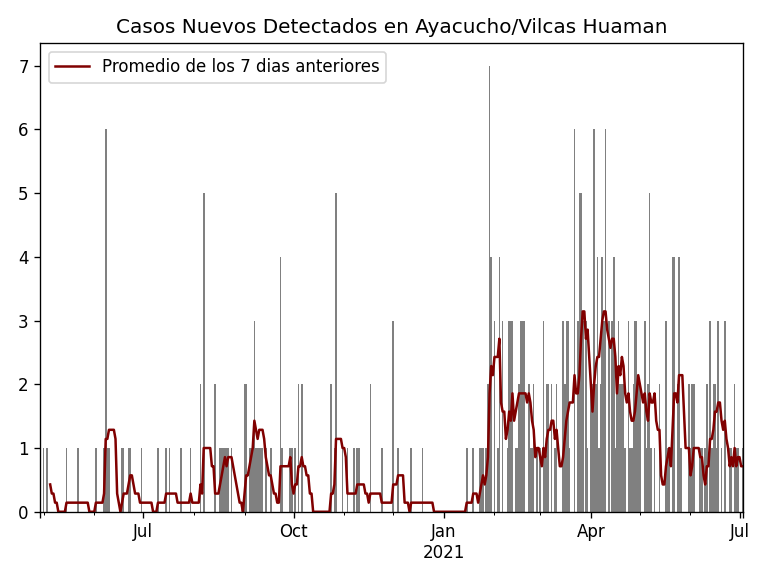 Casos Nuevos Detectados en Ayacucho/Vilcas Huaman
Promedio de los 7 dias anteriores
7
6
5
4
3
2
1
0
Jul
Oct
Jan
2021
Apr
Jul